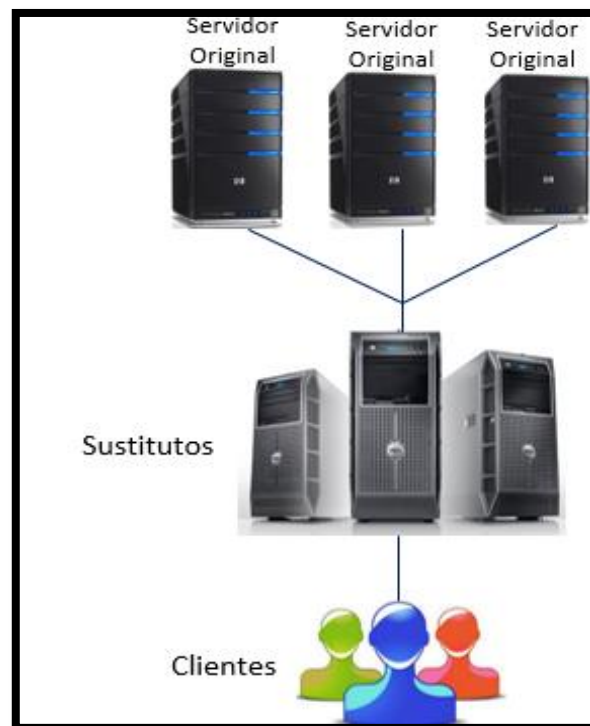 Servidor
Original
Servidor
Original
Servidor
Original
Sustitutos
Clientes